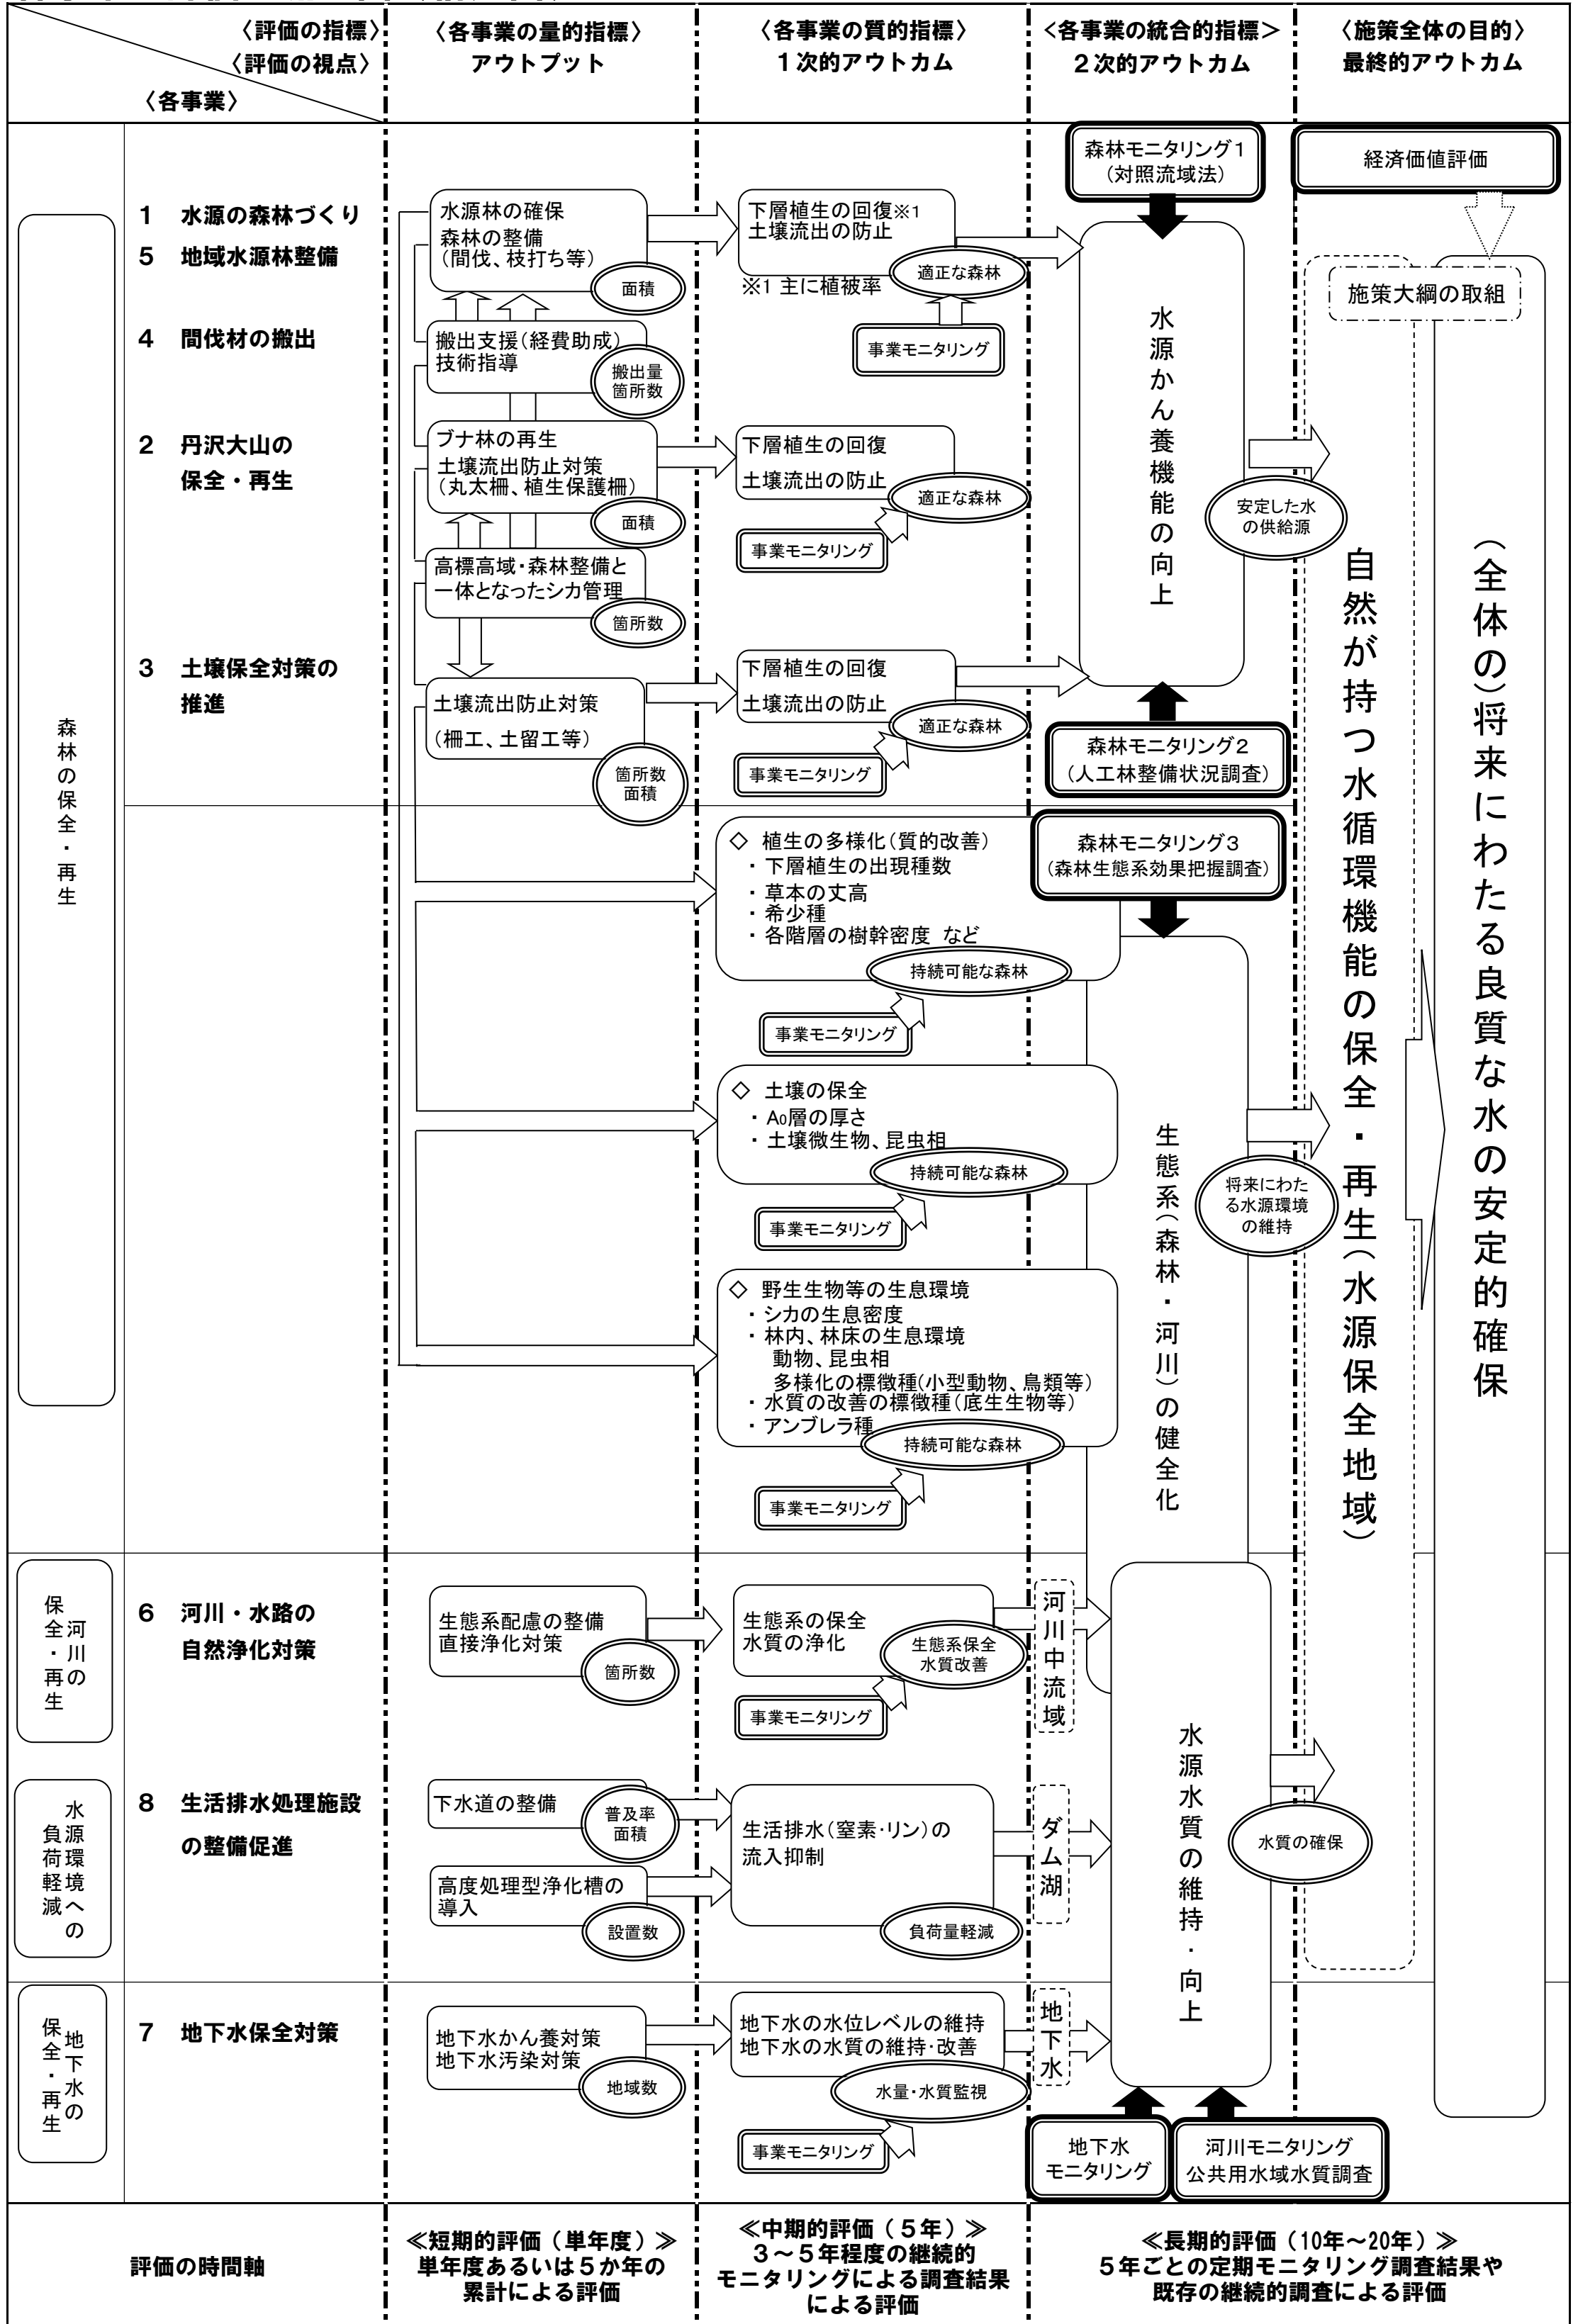 〈評価の指標〉
〈評価の視点〉
〈各事業〉
〈各事業の量的指標〉
アウトプット
〈各事業の質的指標〉
１次的アウトカム
＜各事業の統合的指標＞
２次的アウトカム
〈施策全体の目的〉
最終的アウトカム
森林の保全・再生
1 水源の森林づくり
5 地域水源林整備
4 間伐材の搬出
2 丹沢大山の
保全・再生
3 土壌保全対策の
推進
水源林の確保
森林の整備
（間伐、枝打ち等）
面積
搬出支援（経費助成）
技術指導
搬出量
箇所数
ブナ林の再生
土壌流出防止対策
（丸太柵、植生保護柵）
面積
高標高域・森林整備と
一体となったシカ管理
箇所数
土壌流出防止対策
（柵工、土留工等）
箇所数
面積
下層植生の回復※1
土壌流出の防止
適正な森林
※1 主に植被率
事業モニタリング
下層植生の回復
土壌流出の防止
適正な森林
事業モニタリング
下層植生の回復
土壌流出の防止
適正な森林
事業モニタリング
◇ 植生の多様化（質的改善）
・下層植生の出現種数
・草本の丈高
・希少種
・各階層の樹幹密度 など
持続可能な森林
事業モニタリング
◇ 土壌の保全
・A0層の厚さ
・土壌微生物、昆虫相
持続可能な森林
事業モニタリング
◇ 野生生物等の生息環境
・シカの生息密度
・林内、林床の生息環境
動物、昆虫相
多様化の標徴種（小型動物、鳥類等）
・水質の改善の標徴種（底生生物等）
・アンブレラ種
持続可能な森林
事業モニタリング
森林モニタリング１
（対照流域法）
水源かん養機能の向上
森林モニタリング２
（人工林整備状況調査）
森林モニタリング３
（森林生態系効果把握調査）
生態系（森林・河川）の健全化
安定した水
の供給源
将来にわた
る水源環境
の維持
経済価値評価
施策大綱の取組
自然が持つ水循環機能の保全・再生（水源保全地域）
（全体の）将来にわたる良質な水の安定的確保
河川の
保全・再生
6 河川・水路の
自然浄化対策
生態系配慮の整備
直接浄化対策
箇所数
生態系の保全
水質の浄化
生態系保全
水質改善
事業モニタリング
河川中流域
水源環境への
負荷軽減
8 生活排水処理施設
の整備促進
下水道の整備
普及率
面積
高度処理型浄化槽の
導入
設置数
生活排水（窒素・リン）の
流入抑制
負荷量軽減
ダム湖
水源水質の維持・向上
水質の確保
地下水の
保全・再生
7 地下水保全対策
地下水かん養対策
地下水汚染対策
地域数
地下水の水位レベルの維持
地下水の水質の維持・改善
水量・水質監視
事業モニタリング
地下水
地下水
モニタリング
河川モニタリング
公共用水域水質調査
評価の時間軸
≪短期的評価（単年度）≫
単年度あるいは５か年の
累計による評価
≪中期的評価（５年）≫
３～５年程度の継続的
モニタリングによる調査結果
による評価
≪長期的評価（10年～20年）≫
５年ごとの定期モニタリング調査結果や
既存の継続的調査による評価